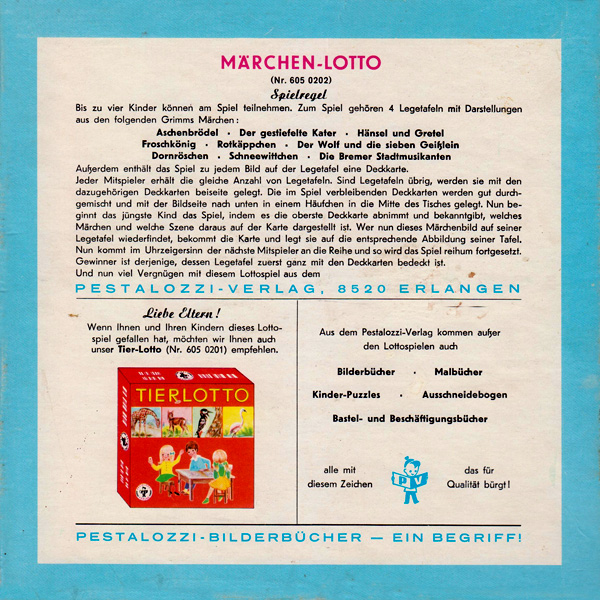 MÄRCHEN-LOTTO
(Nr. 605 0202)
Spielregel
Bis zu vier Kinder können am Spiel teilnehmen. Zum Spiel gehören 4 Legetafeln mit Darstellungen
aus den folgenden Grimms Märchen:
Aschenbrödel · Der gestiefelte Kater · Hänsel und Gretel
Froschkönig · Rotkäppchen · Der Wolf und die sieben Geißlein
Dornröschen · Schneewittchen · Die Bremer Stadtmusikanten
Außerdem enthält das Spiel zu jedem Bild auf der Legetafel eine Deckkarte.
Jeder Mitspieler erhält die gleiche Anzahl von Legetafeln. Sind Legetafeln übrig, werden sie mit den
dazugehörigen Deckkarten beiseite gelegt. Die im Spiel verbleibenden Deckkarten werden gut durch-
gemischt und mit der Bildseite nach unten in einem Häufchen in die Mitte des Tisches gelegt. Nun be-
ginnt das jüngste Kind das Spiel, indem es die oberste Deckkarte abnimmt und bekanntgibt, welches
Märchen und welche Szene daraus auf der Karte dargestellt ist. Wer nun dieses Märchenbild auf seiner
Legetafel wiederfindet, bekommt die Karte und legt sie auf die entsprechende Abbildung seiner Tafel.
Nun kommt im Uhrzeigersinn der nächste Mitspieler an die Reihe und so wird das Spiel reihum fortgesetzt.
Gewinner ist derjenige, dessen Legetafel zuerst ganz mit den Deckkarten bedeckt ist.
Und nun viel Vergnügen mit diesem Lottospiel aus dem
PESTALOZZI-VERLAG, 8520 ERLANGEN
Liebe Eltern!
Wenn Ihnen und Ihren Kindern dieses Lotto-
spiel gefallen hat, möchten wir Ihnen auch
unser Tier-Lotto (Nr. 605 0201) empfehlen.
TIERLOTTO
Aus dem Pestalozzi-Verlag kommen außer
den Lottospielen auch
Bilderbücher · Malbücher
Kinder-Puzzles · Ausschneidebogen
Bastel- und Beschäftigungsbücher
alle mit
diesem Zeichen
PV
das für
Qualität bürgt!
PESTALOZZI-BILDERBÜCHER — EIN BEGRIFF!